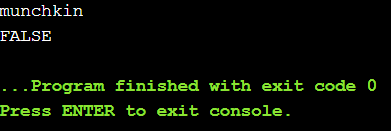 munchkin
FALSE
...Program finished with exit code 0
Press ENTER to exit console.